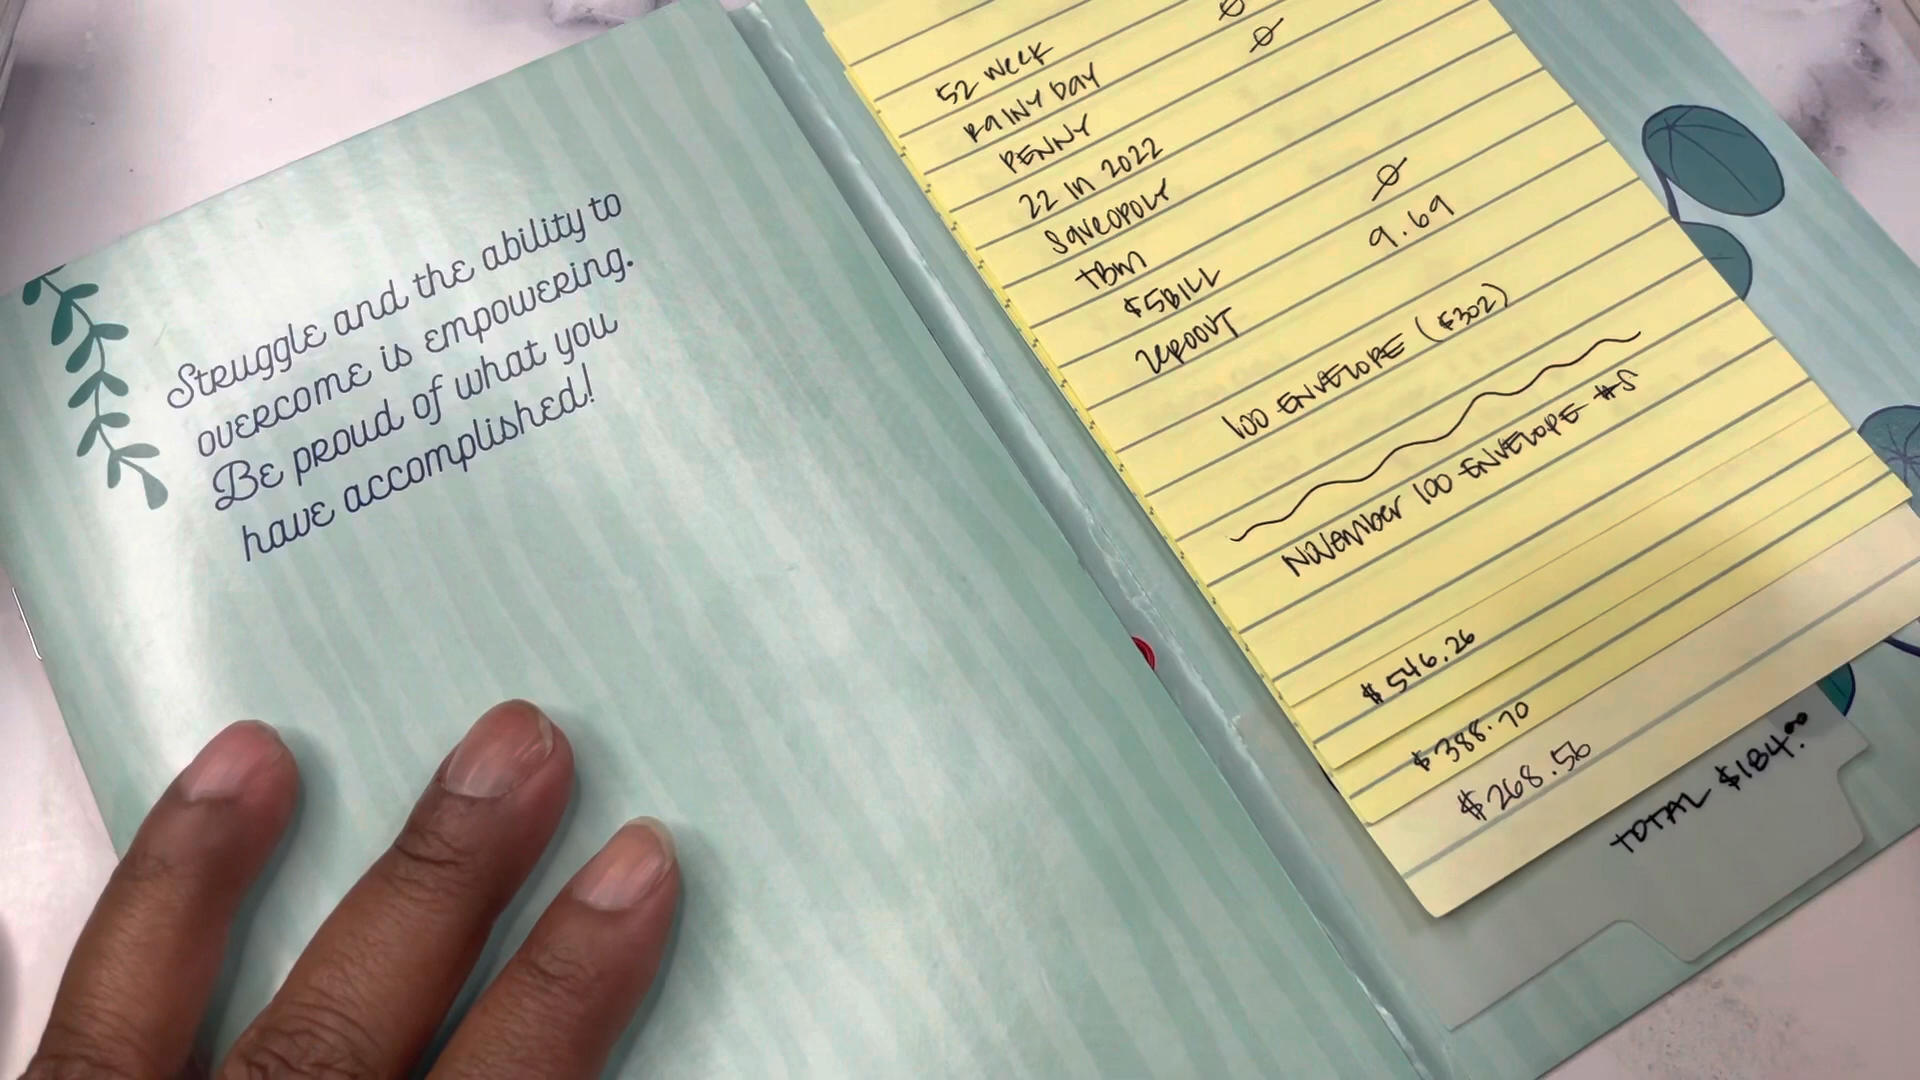 Struggle and the ability to
overcome is empowering.
Be proud of what you
have accomplished!
52 WEEK
RAINY DAY
PENNY
22 IN 2022
SAVEOPOLY
TBM
$5 BILL
ZEROOUT 9.69
100 ENVELOPE ($302)
NOVEMBER 100 ENVELOPE #S
$546.26
$388.70
$268.56
TOTAL $184.00